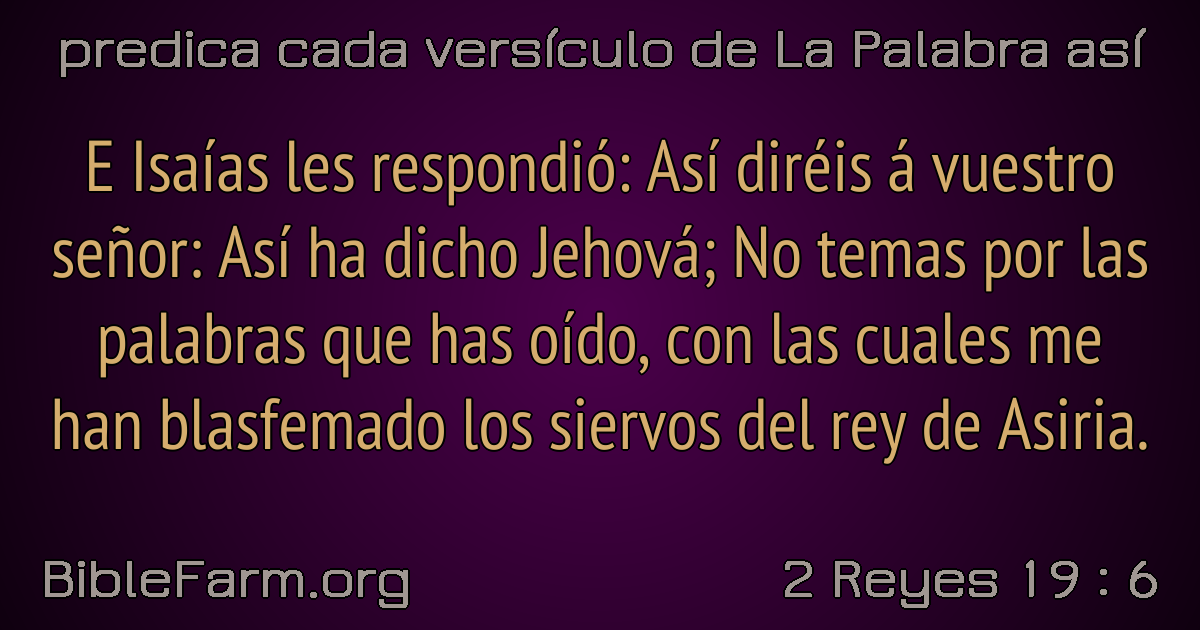 predica cada versículo de La Palabra así
E Isaías les respondió: Así diréis á vuestro
señor: Así ha dicho Jehová; No temas por las
palabras que has oído, con las cuales me
han blasfemado los siervos del rey de Asiria.
BibleFarm.org
2 Reyes 19 : 6